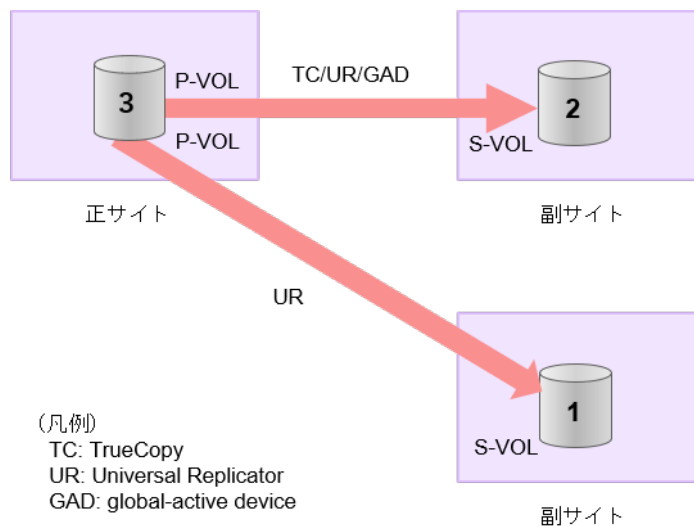 P-VOL
TC/UR/GAD
3
2
P-VOL
S-VOL
正サイト
副サイト
UR
1
S-VOL
(凡例)
TC: TrueCopy
UR: Universal Replicator
GAD: global-active device
副サイト